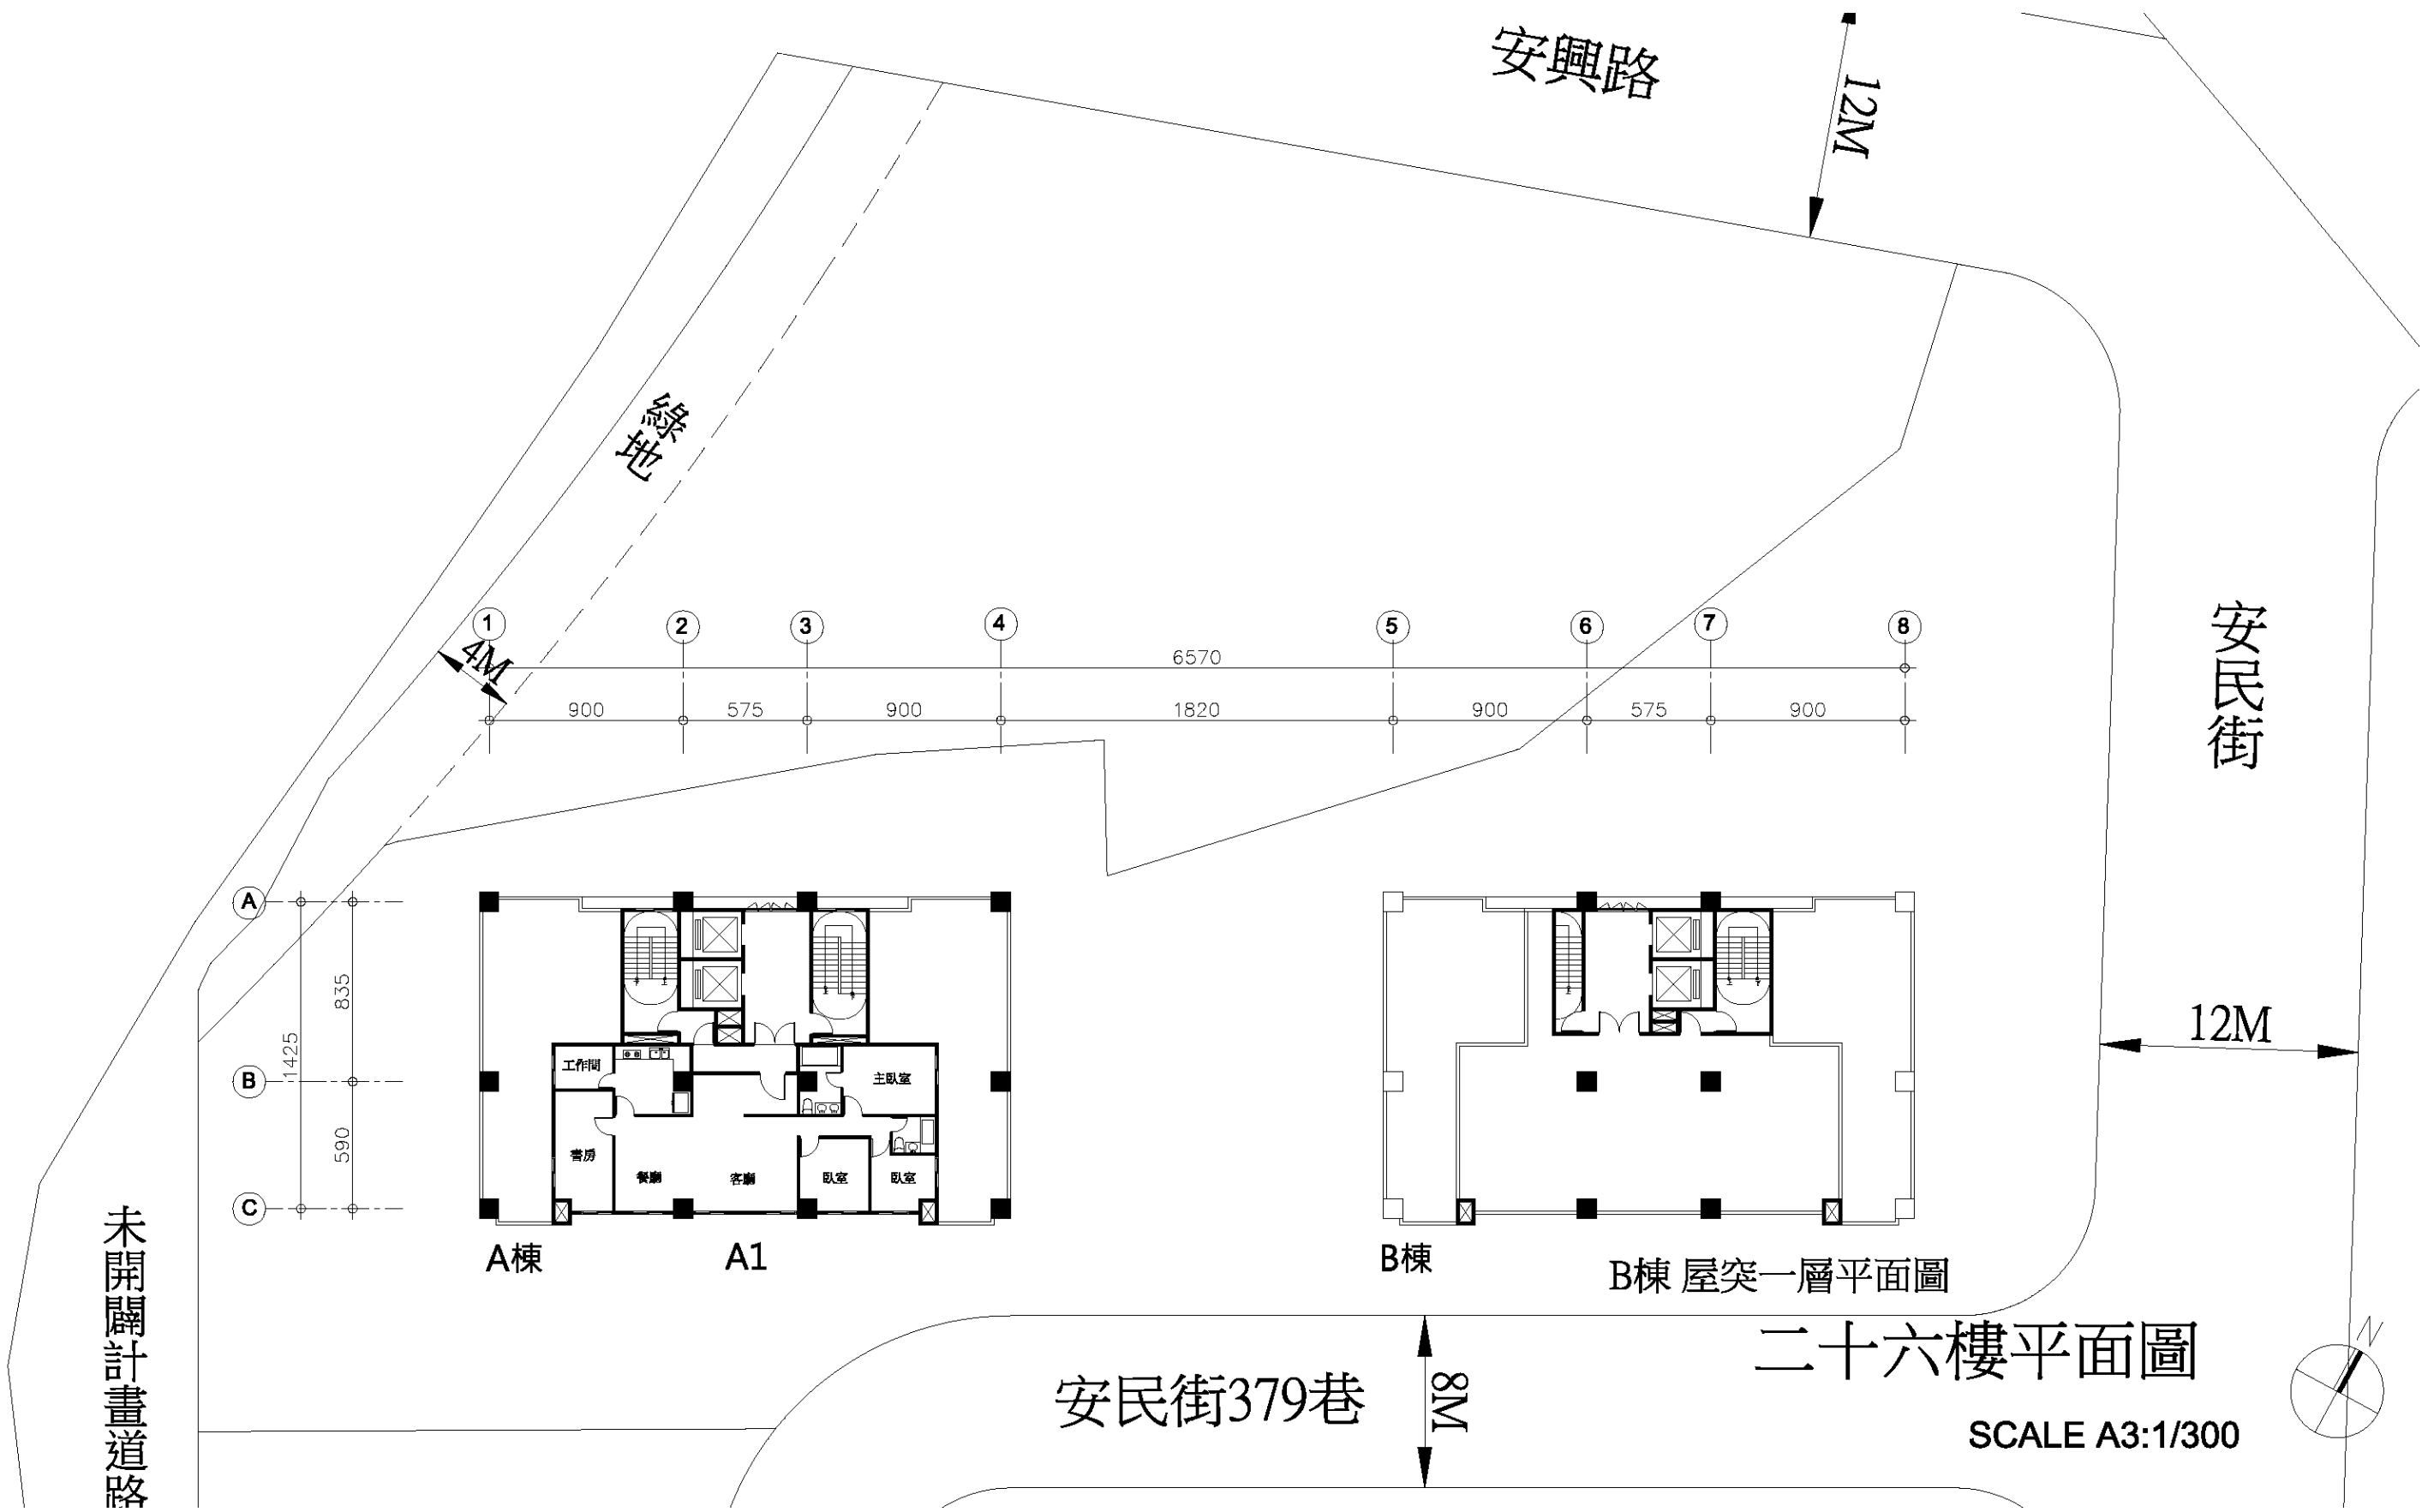 安興路
12M
綠地
4M
1 2 3 4 5 6 7 8
6570
900 575 900 1820 900 575 900
安民街
12M
A
B
C
835
1425
590
工作間
主臥室
書房
餐廳
客廳
臥室
臥室
A棟
A1
B棟
B棟 屋突一層平面圖
未開闢計畫道路
二十六樓平面圖
安民街379巷
8M
SCALE A3:1/300
N